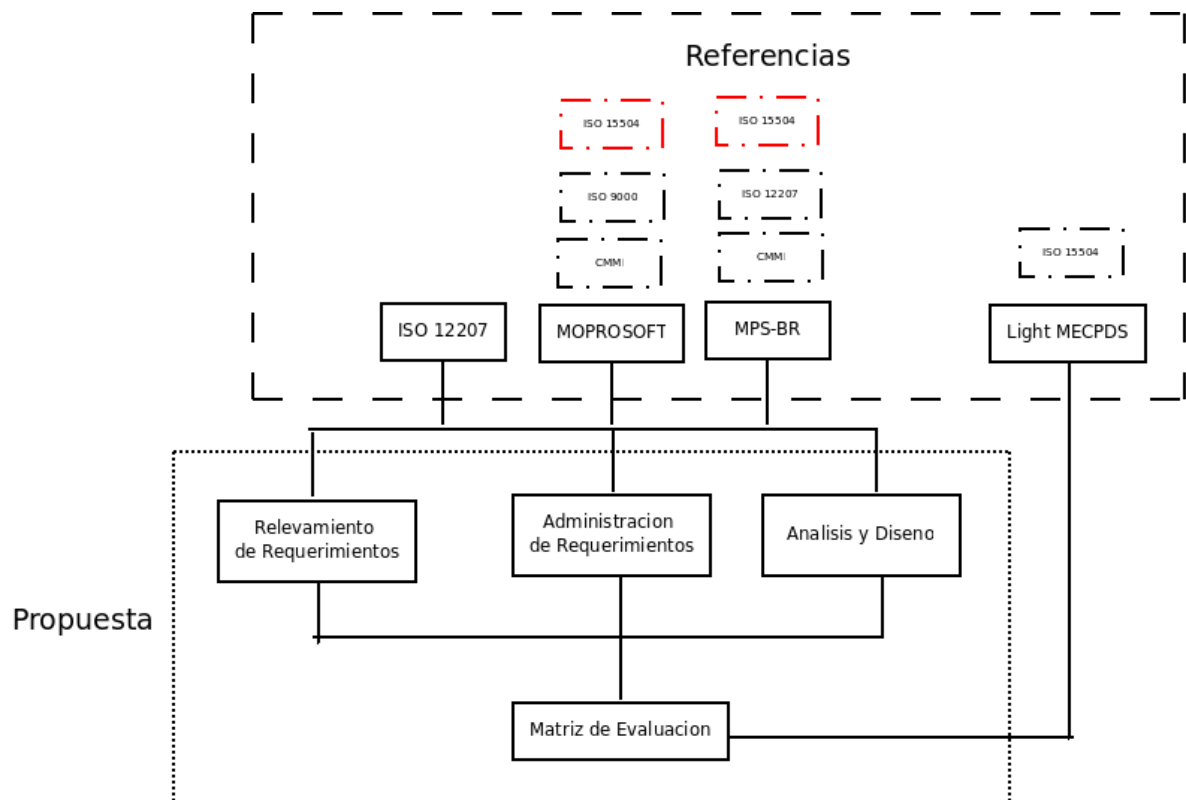 Referencias
ISO 15504
ISO 15504
ISO 9000
ISO 12207
CMMI
CMMI
ISO 15504
ISO 12207
MOPROSOFT
MPS-BR
Light MECPDS
Relevamiento
de Requerimientos
Administracion
de Requerimientos
Analisis y Diseno
Propuesta
Matriz de Evaluacion